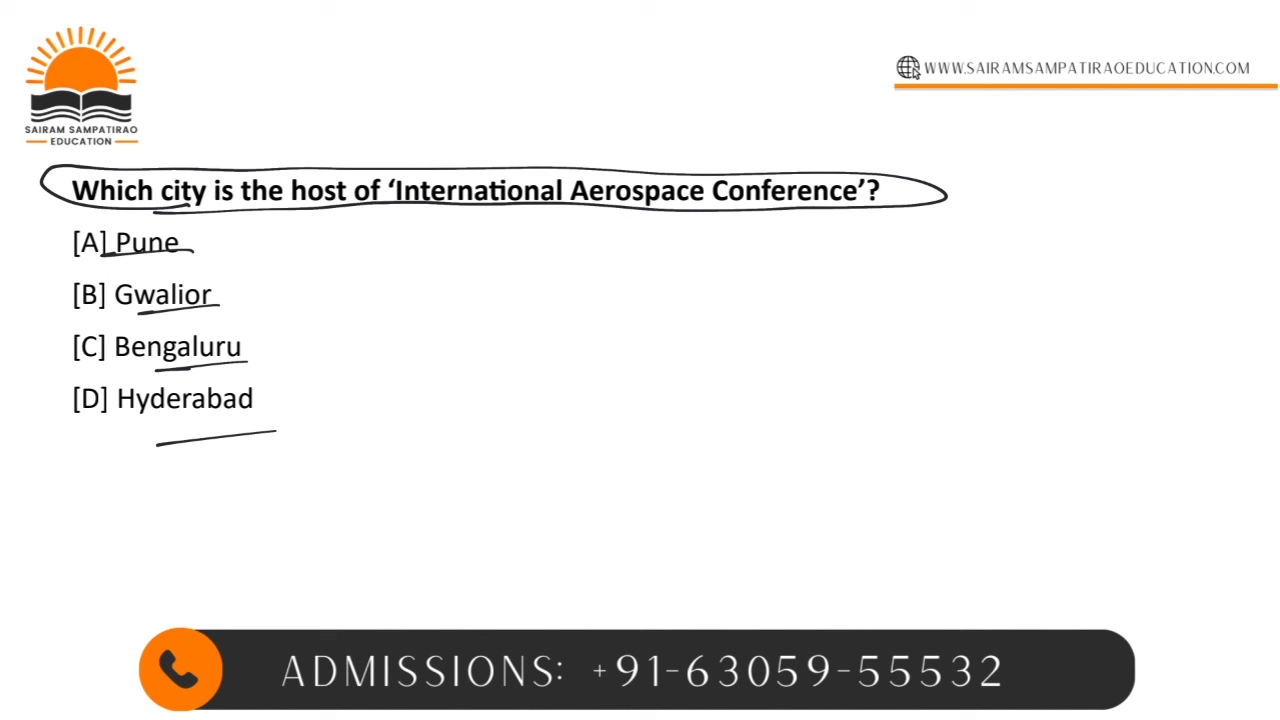 SAIRAM SAMPATIRAO
EDUCATION
WWW.SAIRAMSAMPATIRAOEDUCATION.COM
Which city is the host of ‘International Aerospace Conference’?
[A] Pune
[B] Gwalior
[C] Bengaluru
[D] Hyderabad
ADMISSIONS: +91-63059-55532